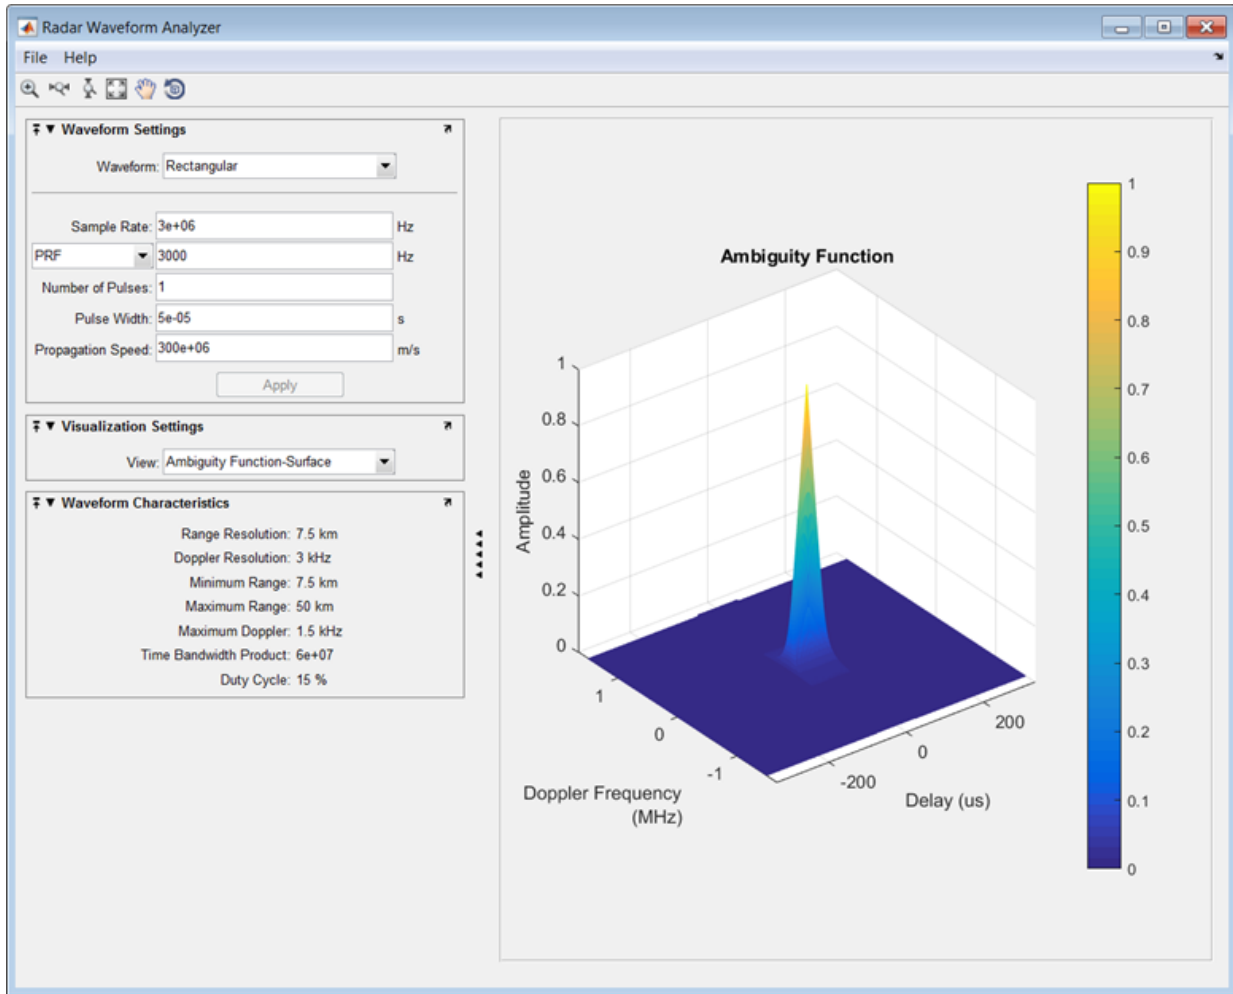 Radar Waveform Analyzer
File Help
Waveform Settings
Waveform: Rectangular
Sample Rate: 3e+06 Hz
PRF 3000 Hz
Number of Pulses: 1
Pulse Width: 5e-05 s
Propagation Speed: 300e+06 m/s
Apply
Visualization Settings
View: Ambiguity Function-Surface
Waveform Characteristics
Range Resolution: 7.5 km
Doppler Resolution: 3 kHz
Minimum Range: 7.5 km
Maximum Range: 50 km
Maximum Doppler: 1.5 kHz
Time Bandwidth Product: 6e+07
Duty Cycle: 15 %
Ambiguity Function
1
0.8
0.6
0.4
0.2
0
Amplitude
1
0
-1
Doppler Frequency
(MHz)
-200
0
200
Delay (us)
1
0.9
0.8
0.7
0.6
0.5
0.4
0.3
0.2
0.1
0